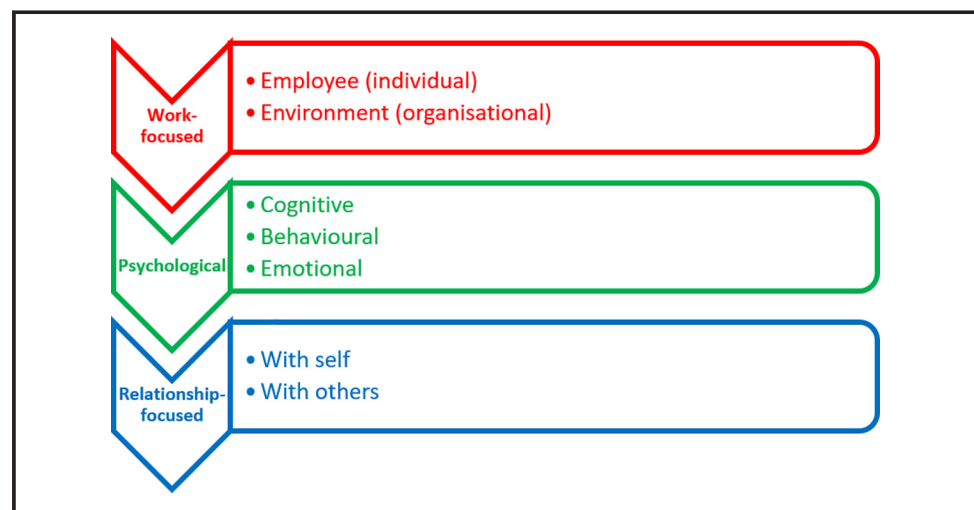 Work-
focused
• Employee (individual)
• Environment (organisational)
Psychological
• Cognitive
• Behavioural
• Emotional
Relationship-
focused
• With self
• With others